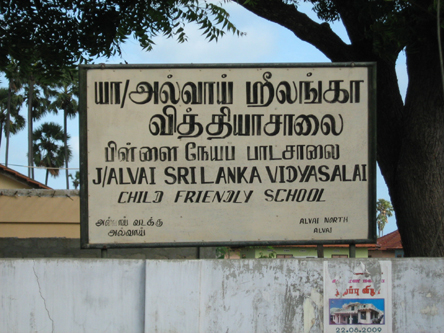 யா/அல்வாய் ஸ்ரீலங்கா
வித்தியாசாலை
பிள்ளை நேயப் பாடசாலை
J/ALVAI SRI LANKA VIDYASALAI
CHILD FRIENDLY SCHOOL
அல்வாய் வடக்கு
அல்வாய்
ALVAI NORTH
ALVAI
22.08.2009